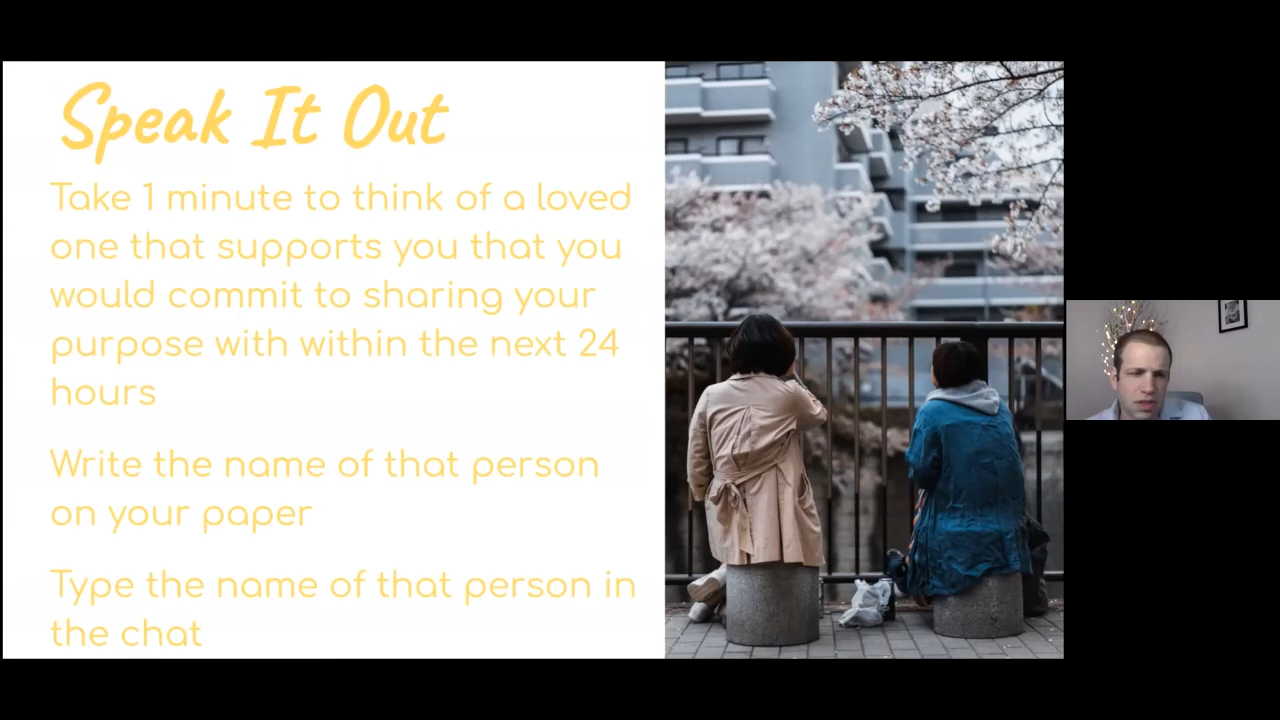 Speak It Out
Take 1 minute to think of a loved
one that supports you that you
would commit to sharing your
purpose with within the next 24
hours
Write the name of that person
on your paper
Type the name of that person in
the chat